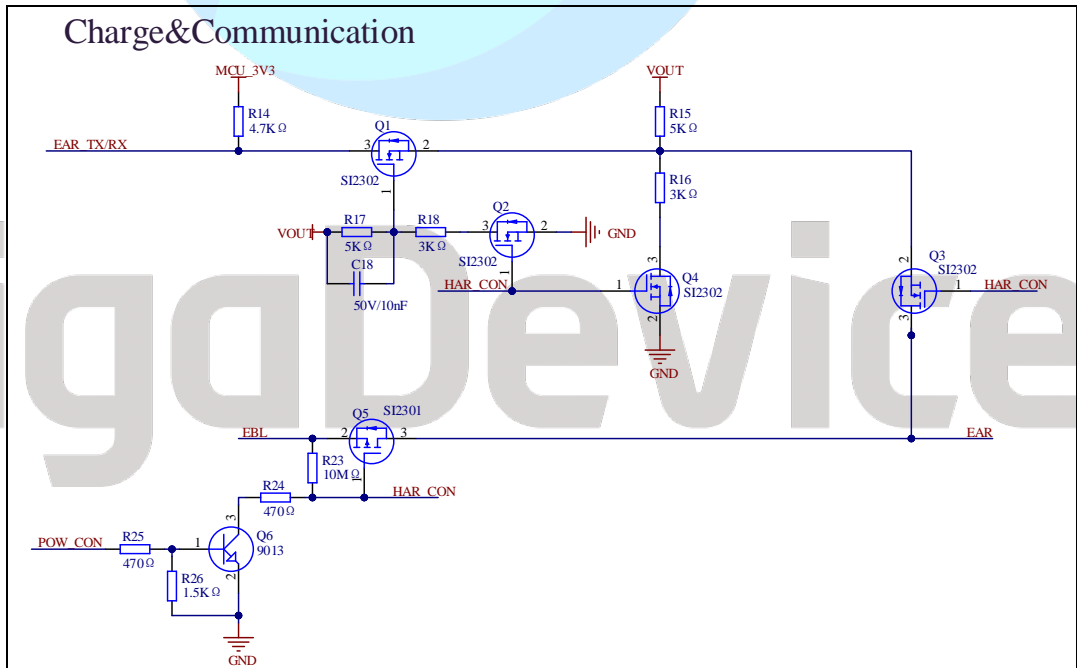 Charge&Communication
MCU_3V3
VOUT
R14
4.7KΩ
R15
5KΩ
EAR_TX/RX
3
Q1
2
SI2302
1
R16
3KΩ
VOUT
R17
5KΩ
R18
3KΩ
3
Q2
2
GND
SI2302
1
C18
50V/10nF
HAR_CON
1
3
Q4
SI2302
2
GND
2
Q3
SI2302
1
HAR_CON
3
EBL
2
Q5
SI2301
3
1
EAR
R23
10MΩ
HAR_CON
R24
470Ω
POW_CON
R25
470Ω
1
3
Q6
9013
2
R26
1.5KΩ
GND
igaDevice